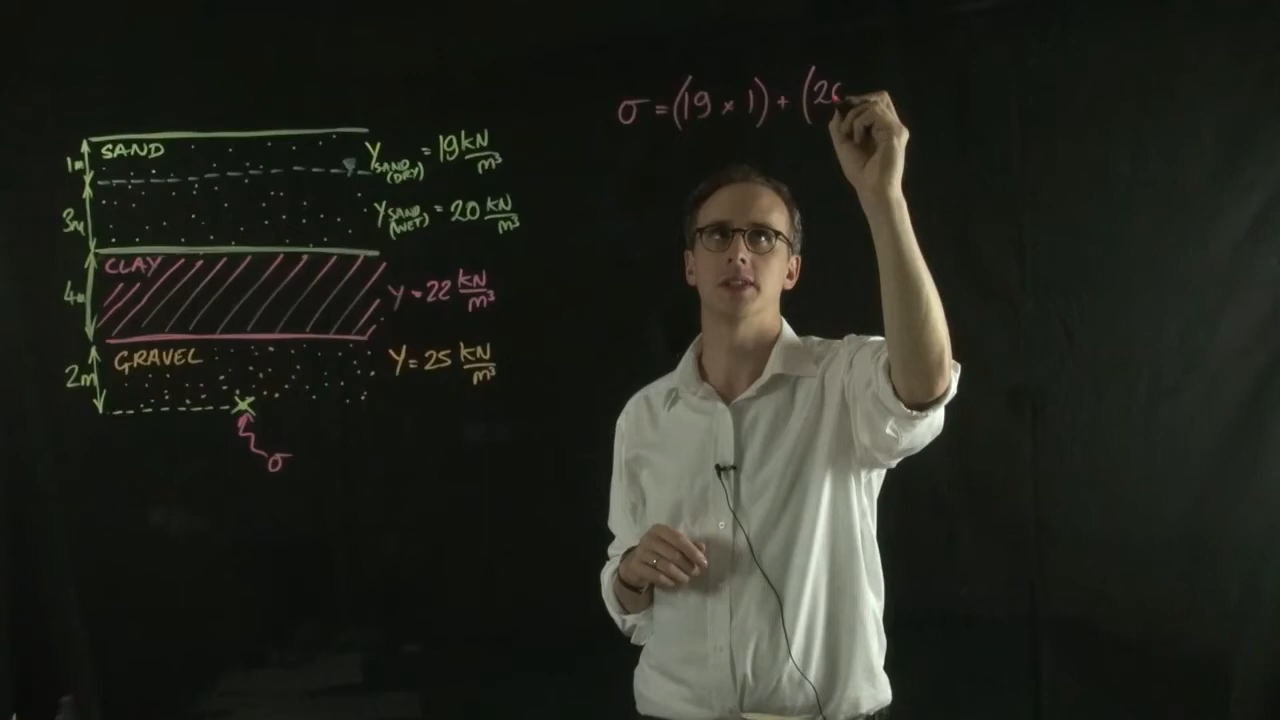 σ = (19 × 1) + (20
1m
SAND
γ SAND (DRY) = 19 kN/m³
3m
γ SAND (WET) = 20 kN/m³
CLAY
4m
γ = 22 kN/m³
GRAVEL
2m
γ = 25 kN/m³
σ